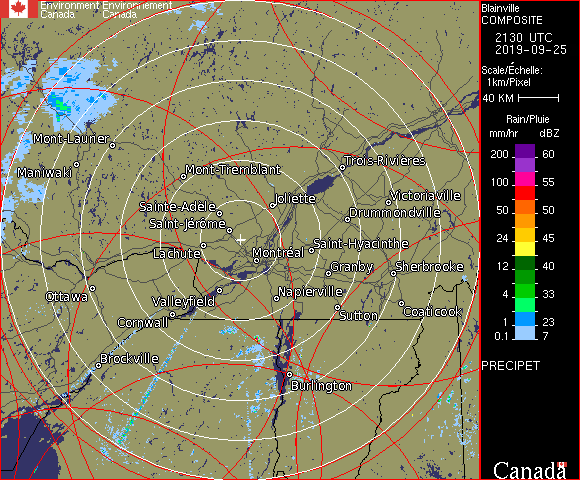 Environment Environnement
Canada Canada
Blainville
COMPOSITE
2130 UTC
2019-09-25
Scale/Échelle:
1km/Pixel
40 KM
Rain/Pluie
mm/hr dBZ
200 60
150 57
100 55
50 50
24 45
12 40
4 33
1 23
0.1 7
PRECIPET
Canada
Mont-Laurier
Maniwaki
Mont-Tremblant
Trois-Rivières
Joliette
Victoriaville
Sainte-Adèle
Drummondville
Saint-Jérôme
Lachute
Montréal
Saint-Hyacinthe
Granby
Sherbrooke
Ottawa
Valleyfield
Napierville
Cornwall
Sutton
Coaticook
Brockville
Burlington